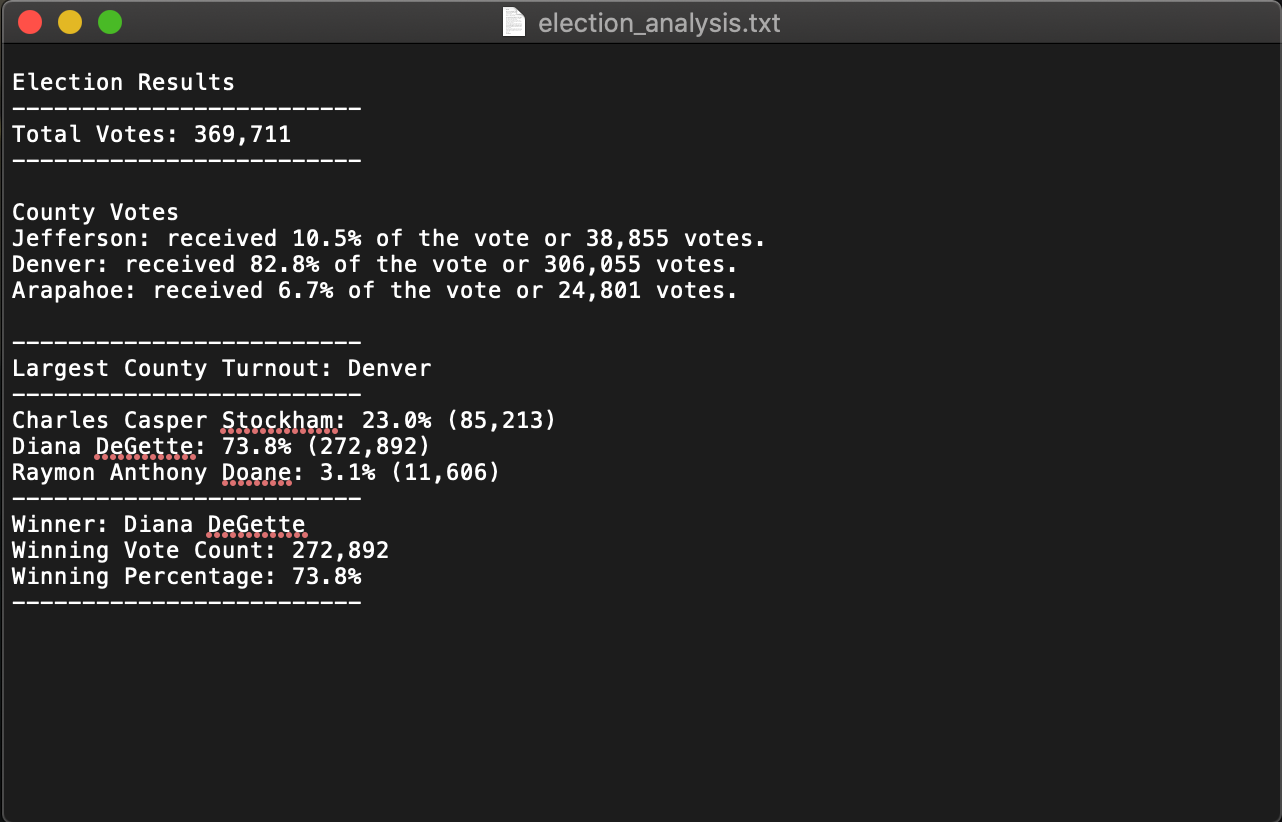 election_analysis.txt
Election Results
-------------------------
Total Votes: 369,711
-------------------------
County Votes
Jefferson: received 10.5% of the vote or 38,855 votes.
Denver: received 82.8% of the vote or 306,055 votes.
Arapahoe: received 6.7% of the vote or 24,801 votes.
-------------------------
Largest County Turnout: Denver
-------------------------
Charles Casper Stockham: 23.0% (85,213)
Diana DeGette: 73.8% (272,892)
Raymon Anthony Doane: 3.1% (11,606)
-------------------------
Winner: Diana DeGette
Winning Vote Count: 272,892
Winning Percentage: 73.8%
-------------------------